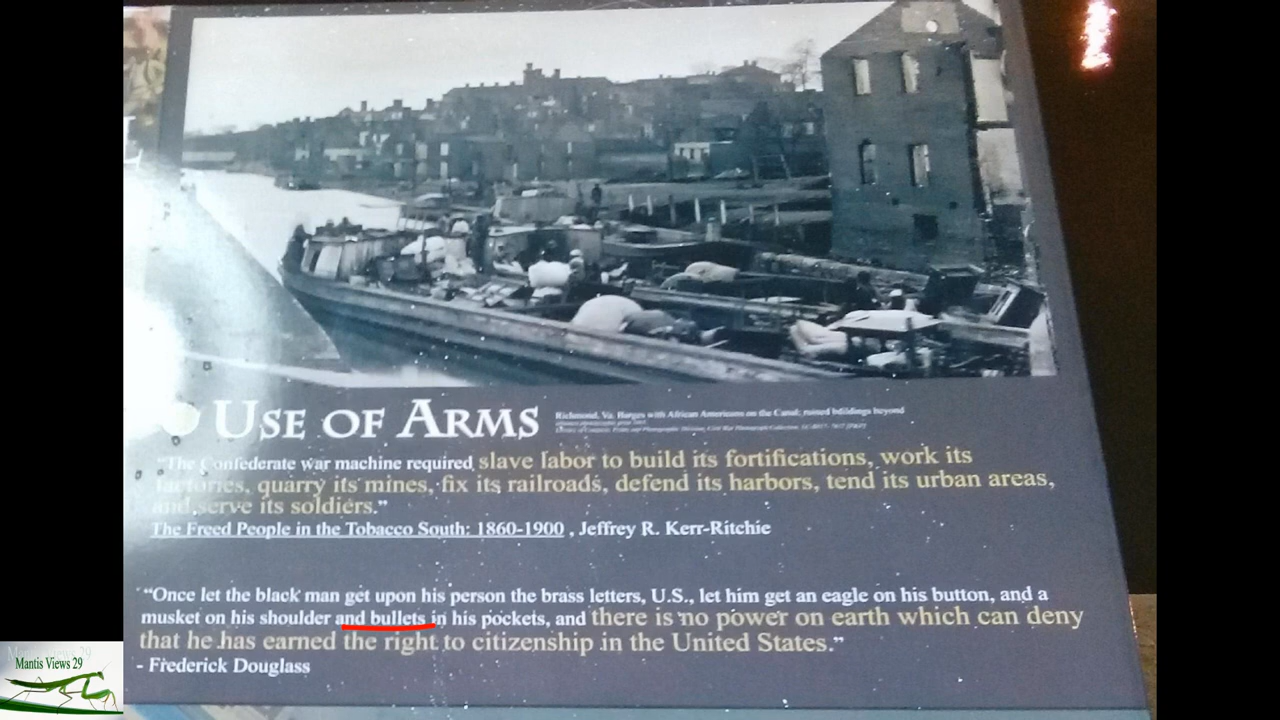 USE OF ARMS
Richmond, Va. Barges with African Americans on the Canal; ruined buildings beyond
"The Confederate war machine required slave labor to build its fortifications, work its
factories, quarry its mines, fix its railroads, defend its harbors, tend its urban areas,
and serve its soldiers."
The Freed People in the Tobacco South: 1860-1900 , Jeffrey R. Kerr-Ritchie
"Once let the black man get upon his person the brass letters, U.S., let him get an eagle on his button, and a
musket on his shoulder and bullets in his pockets, and there is no power on earth which can deny
that he has earned the right to citizenship in the United States."
- Frederick Douglass
Mantis Views 29
Mantis Views 29